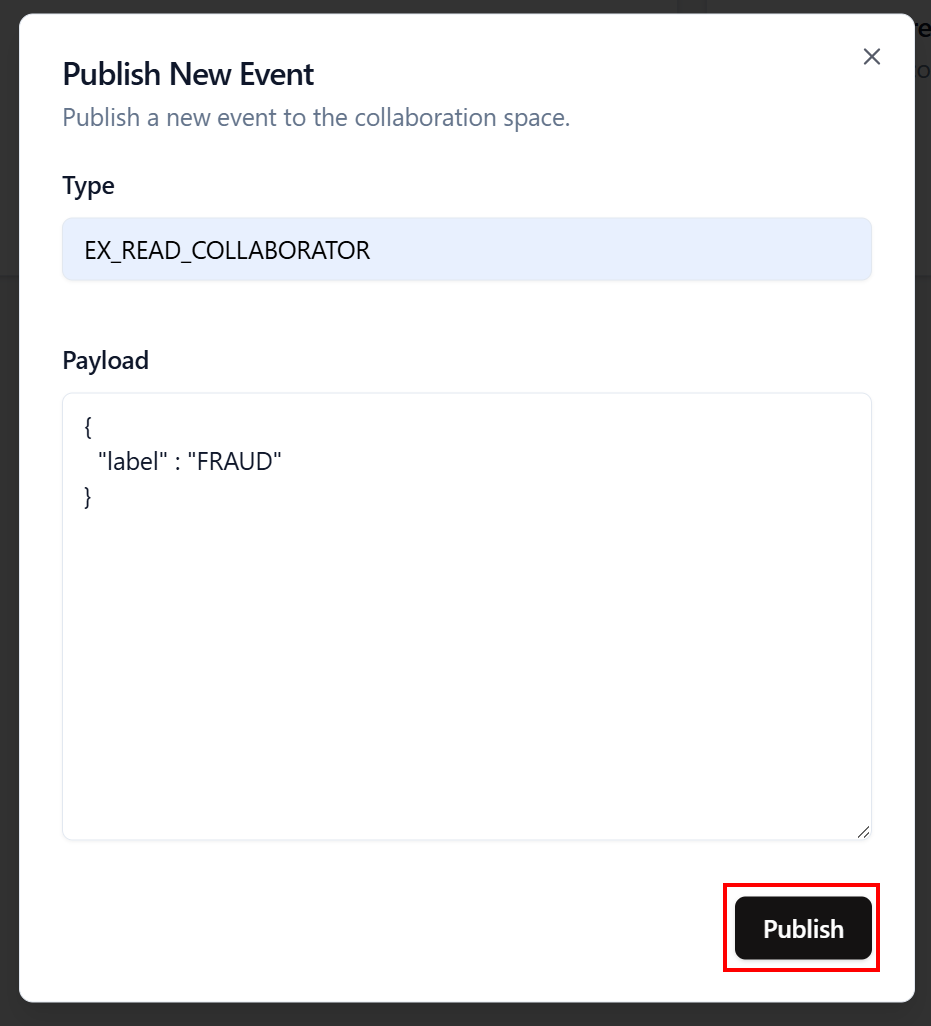 Publish New Event
Publish a new event to the collaboration space.
Type
EX_READ_COLLABORATOR
Payload
{
"label" : "FRAUD"
}
Publish